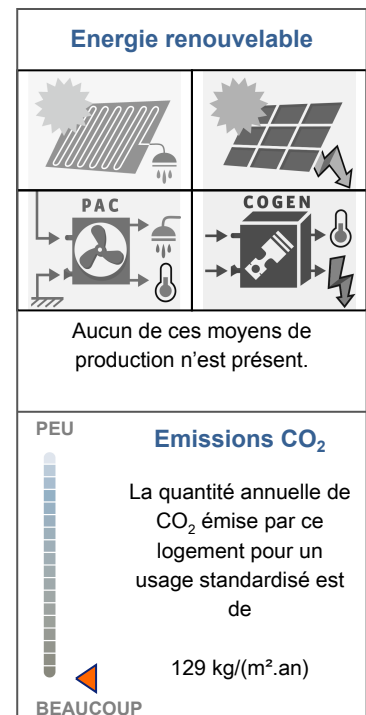 Energie renouvelable
PAC
COGEN
Aucun de ces moyens de
production n'est présent.
PEU
Emissions CO₂
La quantité annuelle de
CO₂ émise par ce
logement pour un
usage standardisé est
de
129 kg/(m².an)
BEAUCOUP